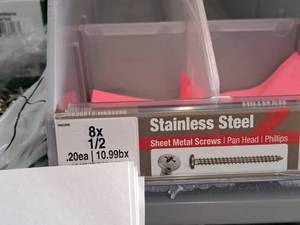 8x
1/2
.20ea | 10.99bx
Stainless Steel
Sheet Metal Screws | Pan Head | Phillips